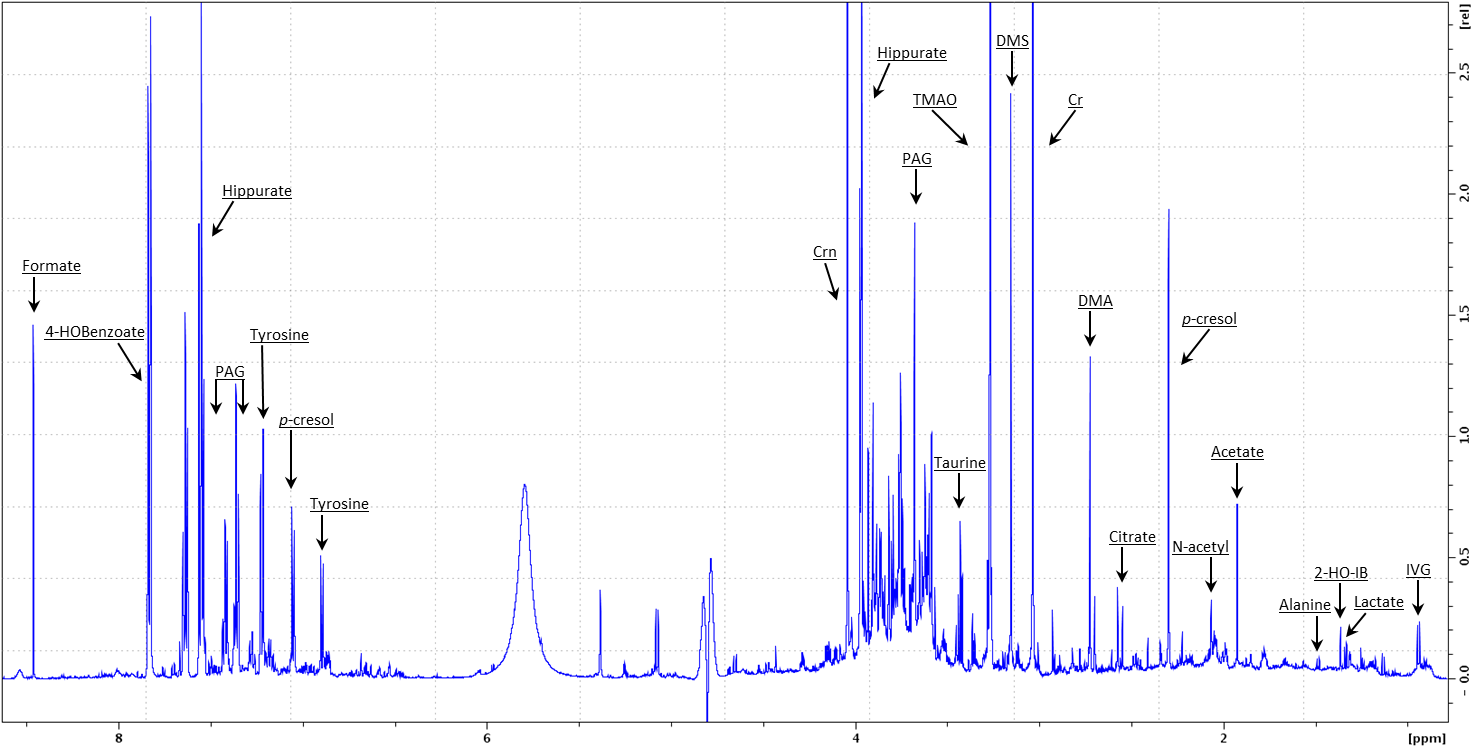 [rel]
DMS
Hippurate
TMAO
Cr
2.5
PAG
Hippurate
2.0
Crn
Formate
DMA
1.5
4-HOBenzoate
Tyrosine
p-cresol
PAG
p-cresol
1.0
Taurine
Acetate
Tyrosine
Citrate
N-acetyl
0.5
2-HO-IB
IVG
Alanine
Lactate
- 0.0
8
6
4
2
[ppm]